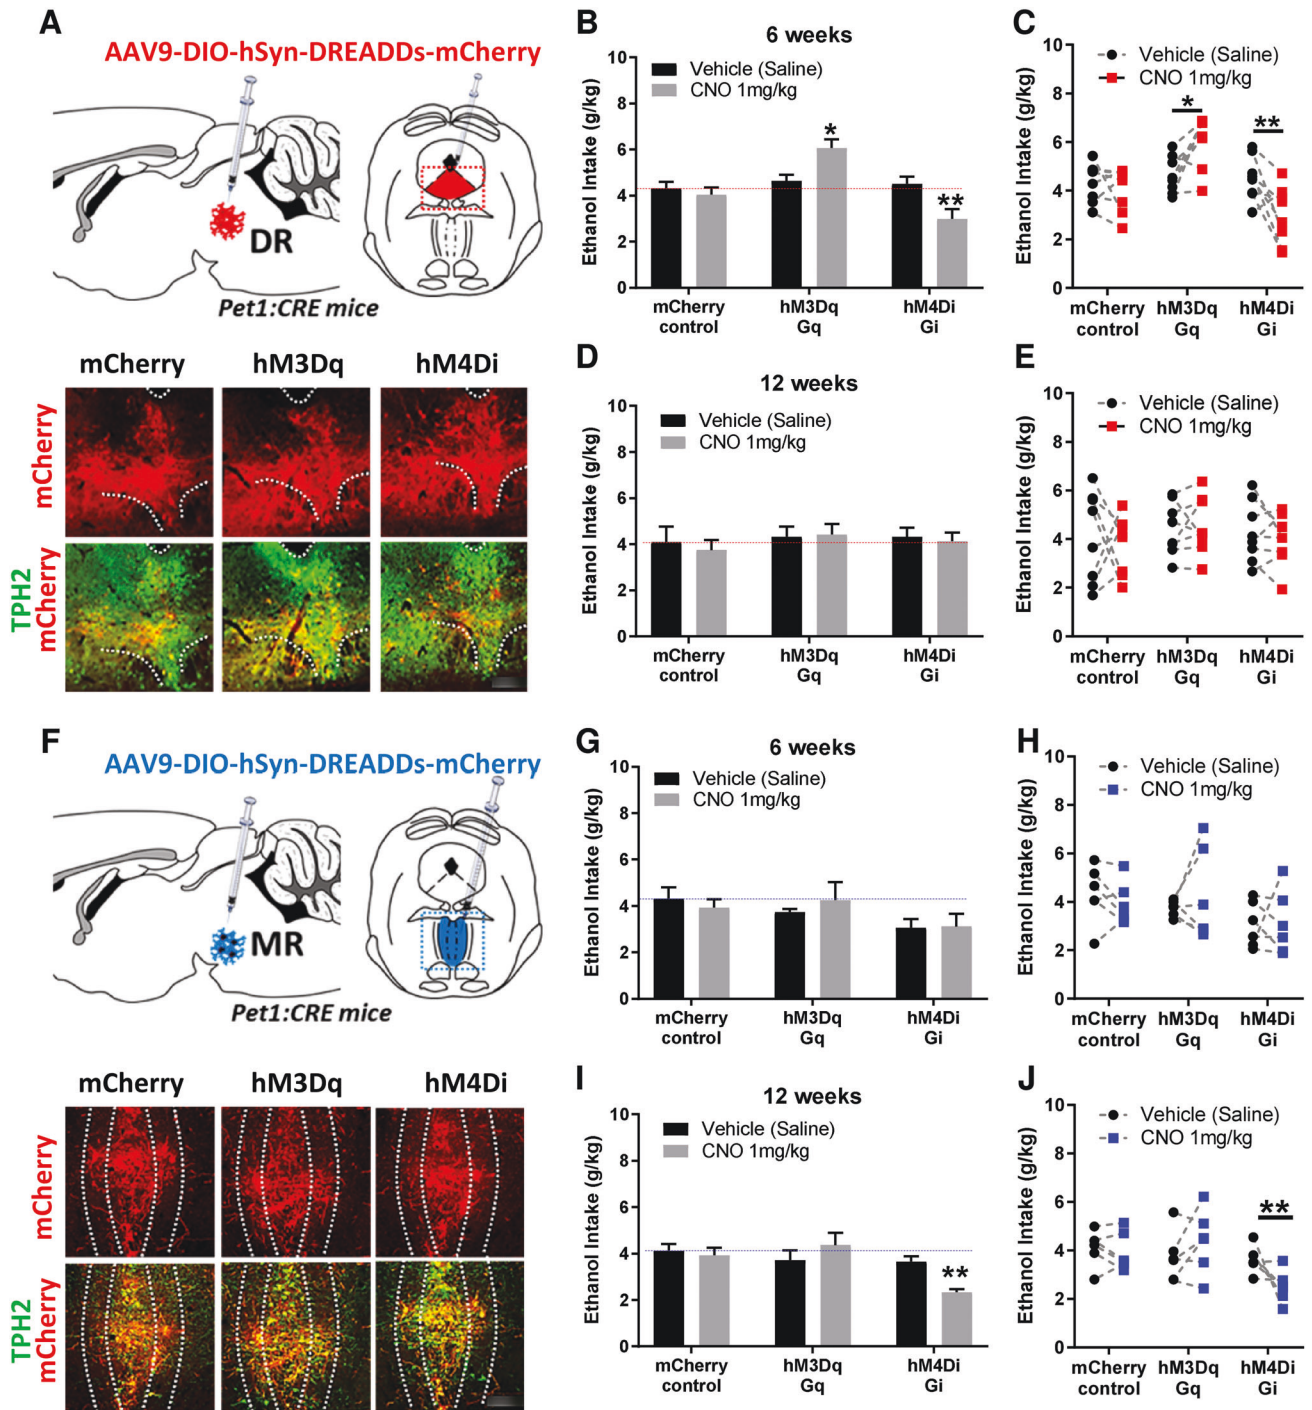 A
AAV9-DIO-hSyn-DREADDs-mCherry
DR
Pet1:CRE mice
mCherry hM3Dq hM4Di
mCherry
TPH2
mCherry
B
6 weeks
Vehicle (Saline)
CNO 1mg/kg
Ethanol Intake (g/kg)
10
8
6
4
2
0
*
**
mCherry control
hM3Dq Gq
hM4Di Gi
C
Vehicle (Saline)
CNO 1mg/kg
Ethanol Intake (g/kg)
10
8
6
4
2
0
*
**
mCherry control
hM3Dq Gq
hM4Di Gi
D
12 weeks
Vehicle (Saline)
CNO 1mg/kg
Ethanol Intake (g/kg)
10
8
6
4
2
0
mCherry control
hM3Dq Gq
hM4Di Gi
E
Vehicle (Saline)
CNO 1mg/kg
Ethanol Intake (g/kg)
10
8
6
4
2
0
mCherry control
hM3Dq Gq
hM4Di Gi
F
AAV9-DIO-hSyn-DREADDs-mCherry
MR
Pet1:CRE mice
mCherry hM3Dq hM4Di
mCherry
TPH2
mCherry
G
6 weeks
Vehicle (Saline)
CNO 1mg/kg
Ethanol Intake (g/kg)
10
8
6
4
2
0
mCherry control
hM3Dq Gq
hM4Di Gi
H
Vehicle (Saline)
CNO 1mg/kg
Ethanol Intake (g/kg)
10
8
6
4
2
0
mCherry control
hM3Dq Gq
hM4Di Gi
I
12 weeks
Vehicle (Saline)
CNO 1mg/kg
Ethanol Intake (g/kg)
10
8
6
4
2
0
**
mCherry control
hM3Dq Gq
hM4Di Gi
J
Vehicle (Saline)
CNO 1mg/kg
Ethanol Intake (g/kg)
10
8
6
4
2
0
**
mCherry control
hM3Dq Gq
hM4Di Gi